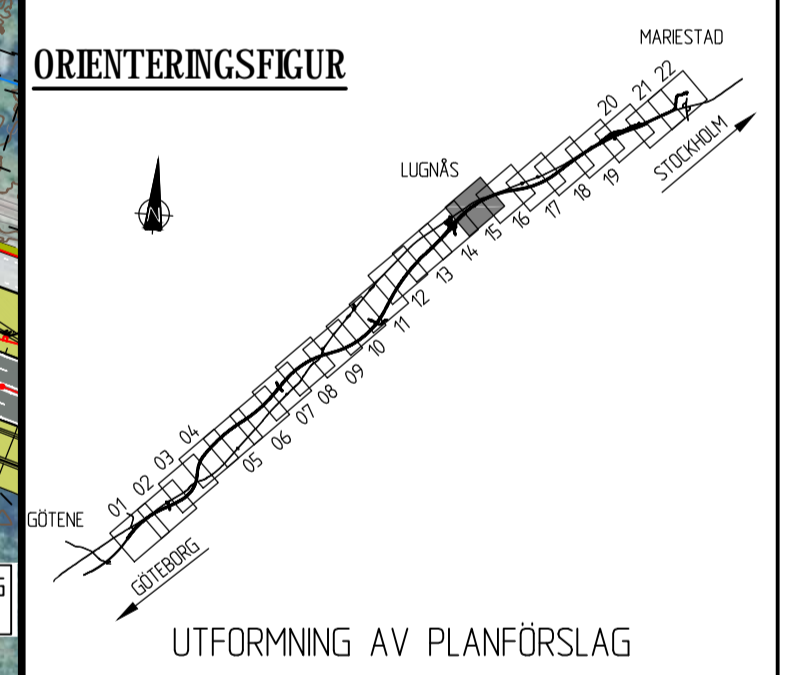 MARIESTAD
ORIENTERINGSFIGUR
22
21
20
STOCKHOLM
LUGNÅS
19
18
17
16
15
14
13
12
11
10
09
08
07
06
05
04
03
02
01
GÖTENE
GÖTEBORG
N
UTFORMNING AV PLANFÖRSLAG